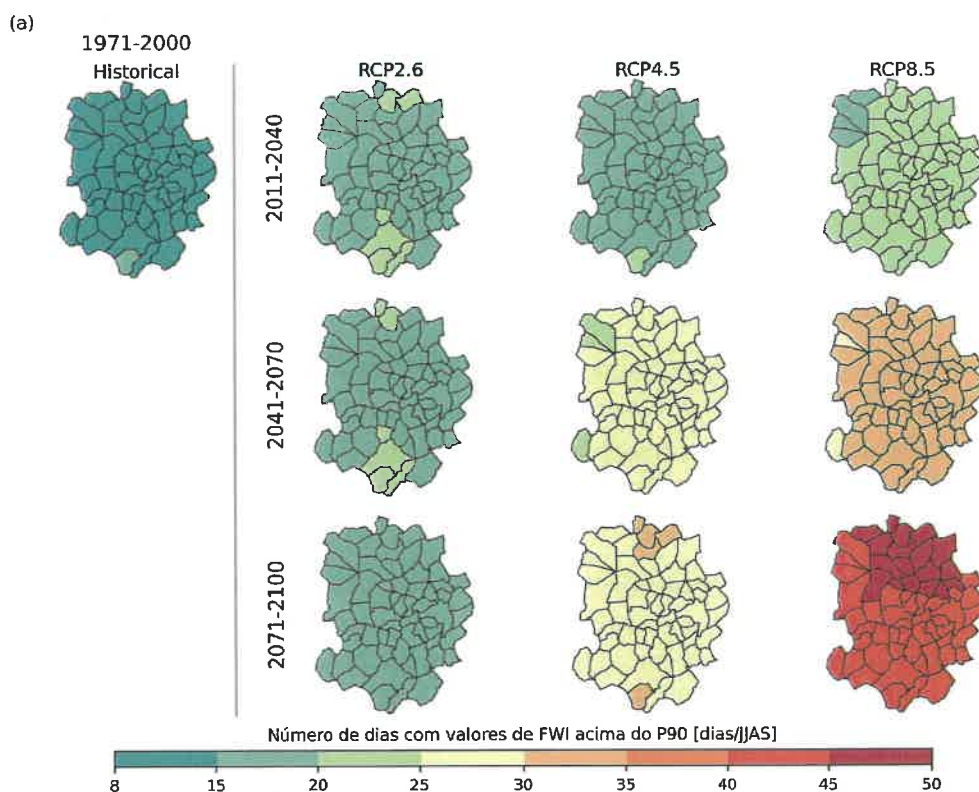 (a)
1971-2000
Historical
RCP2.6
RCP4.5
RCP8.5
2011-2040
2041-2070
2071-2100
Número de dias com valores de FWI acima do P90 [dias/JJAS]
8 15 20 25 30 35 40 45 50